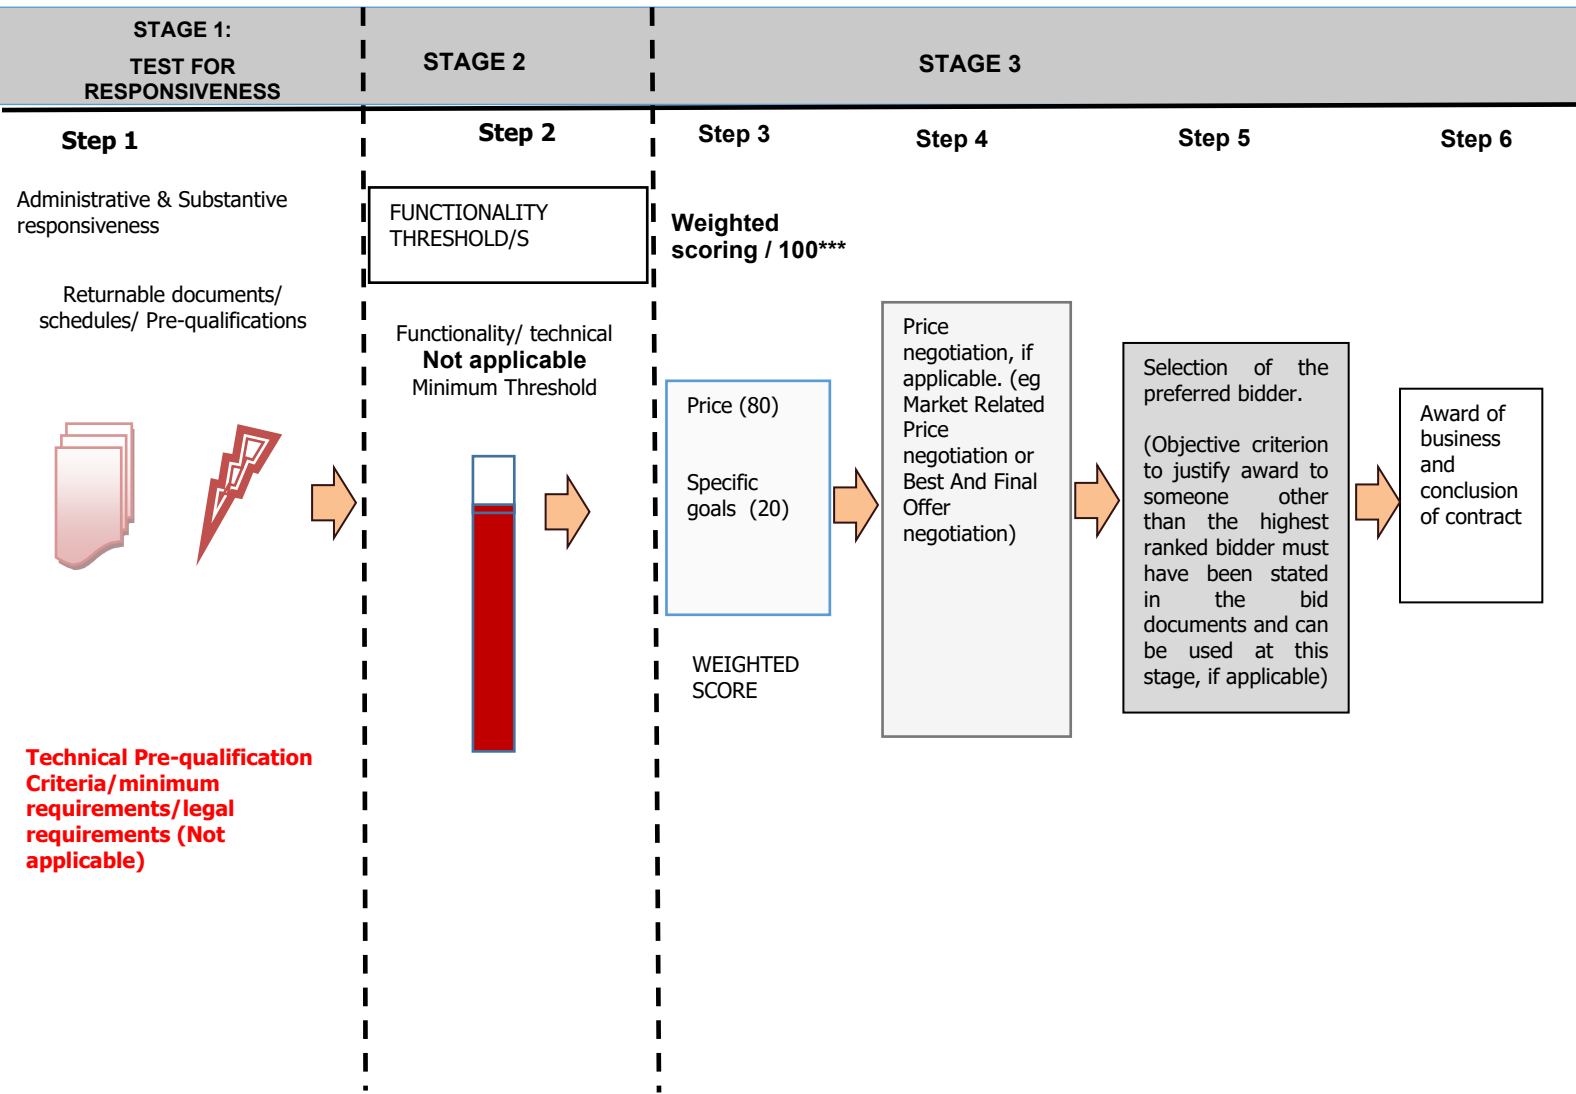 STAGE 1:
TEST FOR
RESPONSIVENESS
STAGE 2
STAGE 3
Step 1
Step 2
Step 3
Step 4
Step 5
Step 6
Administrative & Substantive
responsiveness
Returnable documents/
schedules/ Pre-qualifications
Technical Pre-qualification
Criteria/minimum
requirements/legal
requirements (Not
applicable)
FUNCTIONALITY
THRESHOLD/S
Functionality/ technical
Not applicable
Minimum Threshold
Weighted
scoring / 100***
Price (80)
Specific
goals (20)
WEIGHTED
SCORE
Price
negotiation, if
applicable. (eg
Market Related
Price
negotiation or
Best And Final
Offer
negotiation)
Selection of the
preferred bidder.
(Objective criterion
to justify award to
someone other
than the highest
ranked bidder must
have been stated
in the bid
documents and can
be used at this
stage, if applicable)
Award of
business
and
conclusion
of contract